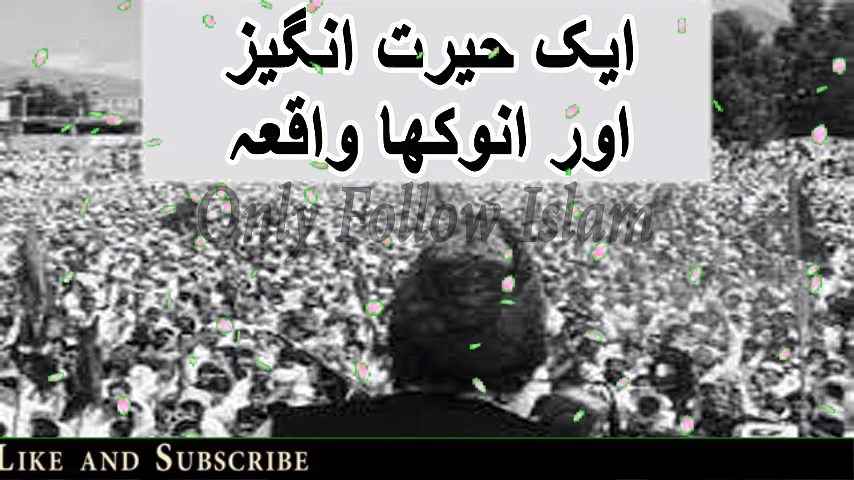 ایک حیرت انگیز
اور انوکھا واقعہ
Only Follow Islam
LIKE AND SUBSCRIBE